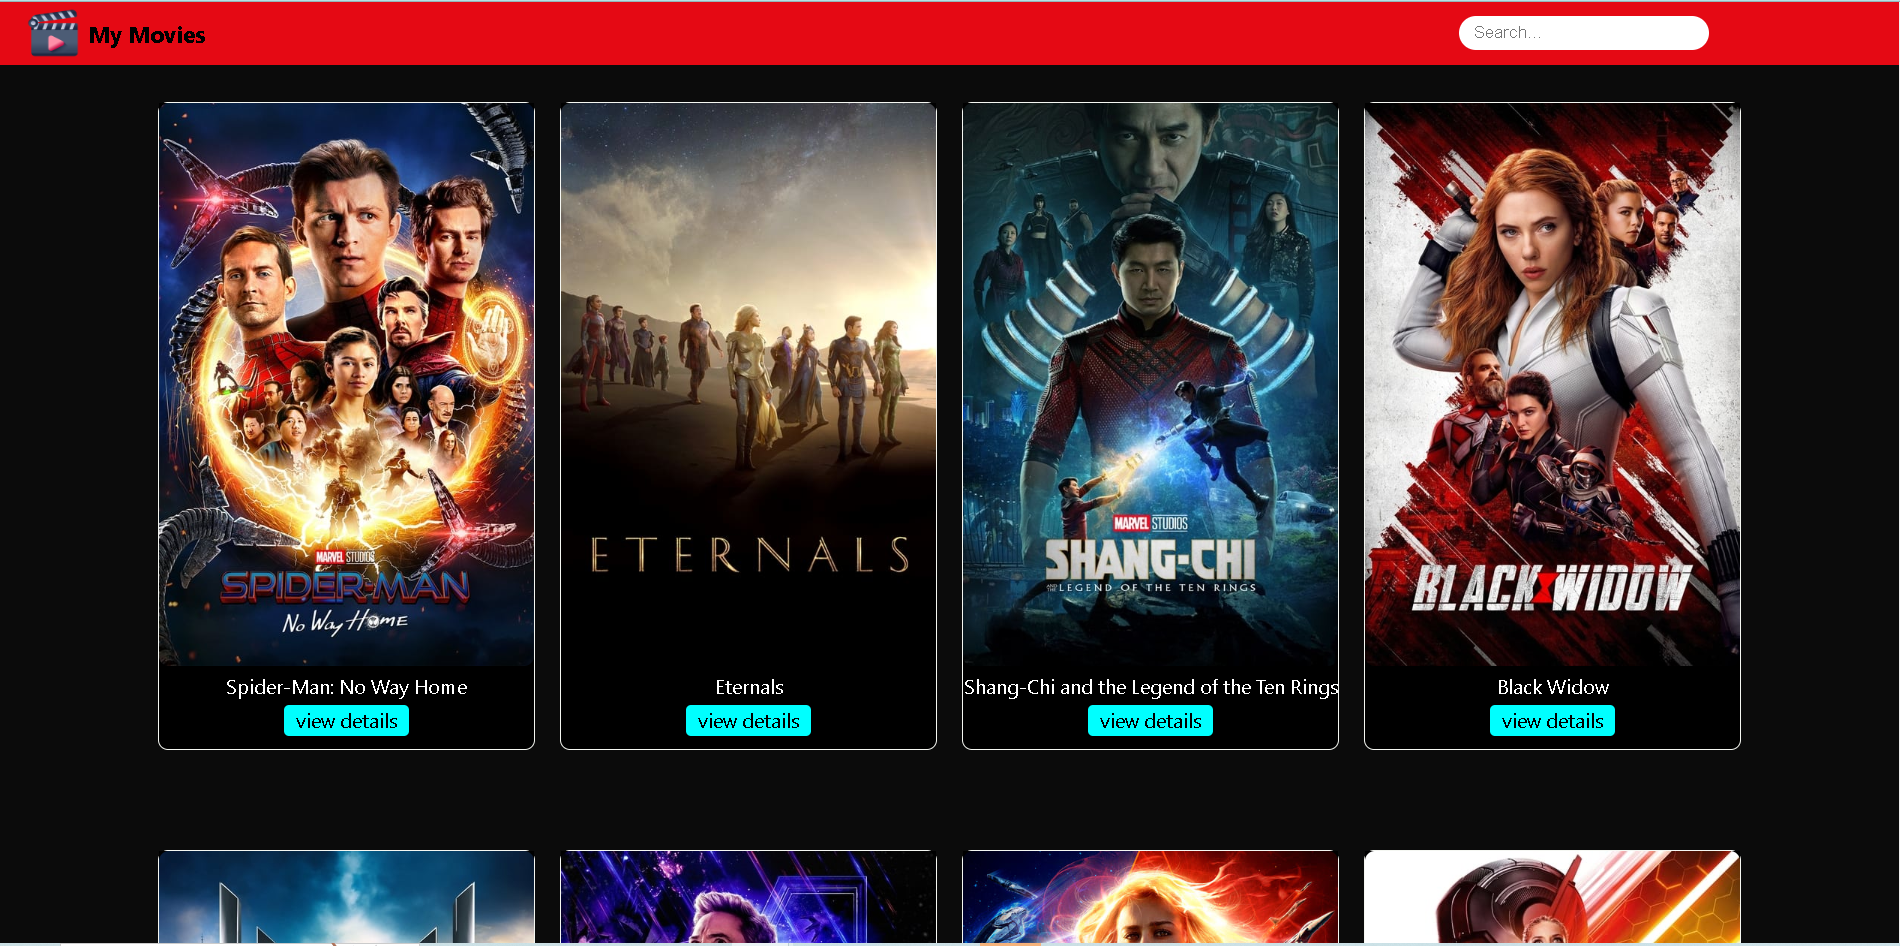 My Movies
Search...
MARVEL STUDIOS
SPIDER-MAN
No Way Home
ETERNALS
MARVEL STUDIOS
SHANG-CHI
AND THE LEGEND OF THE TEN RINGS
BLACK WIDOW
Spider-Man: No Way Home
Eternals
Shang-Chi and the Legend of the Ten Rings
Black Widow
view details
view details
view details
view details